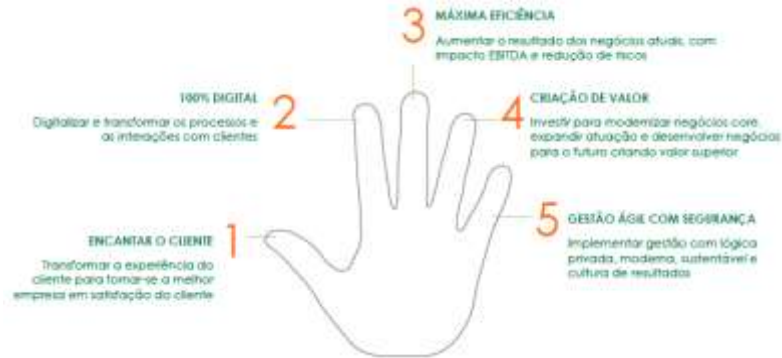 3
MÁXIMA EFICIÊNCIA
Aumentar o resultado dos negócios atuais, com
impacto EBITDA e redução de riscos
100% DIGITAL
2
Digitalizar e transformar os processos e
as interações com clientes
4
CRIAÇÃO DE VALOR
Investir para modernizar negócios core,
expandir atuação e desenvolver negócios
para o futuro criando valor superior
ENCANTAR O CLIENTE
1
Transformar a experiência do
cliente para tornar-se a melhor
empresa em satisfação do cliente
5
GESTÃO ÁGIL COM SEGURANÇA
Implementar gestão com lógica
privada, moderna, sustentável e
cultura de resultados